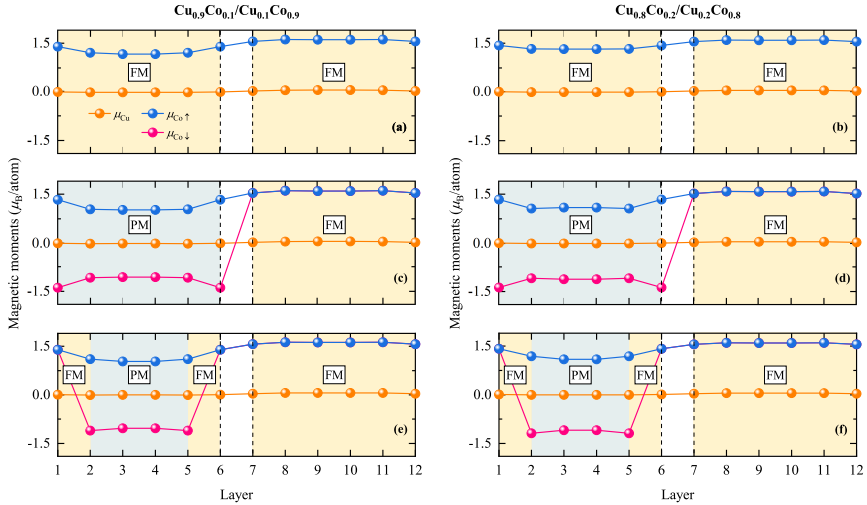 Cu0.9Co0.1/Cu0.1Co0.9 Cu0.8Co0.2/Cu0.2Co0.8
1.5 FM FM 1.5 FM FM
0.0 0.0
μCu μCo↑
μCo↓
-1.5 (a) -1.5 (b)
Magnetic moments (μB/atom) Magnetic moments (μB/atom)
1.5 PM FM 1.5 PM FM
0.0 0.0
-1.5 (c) -1.5 (d)
1.5 FM PM FM FM 1.5 FM PM FM FM
0.0 0.0
-1.5 (e) -1.5 (f)
1 2 3 4 5 6 7 8 9 10 11 12 1 2 3 4 5 6 7 8 9 10 11 12
Layer Layer